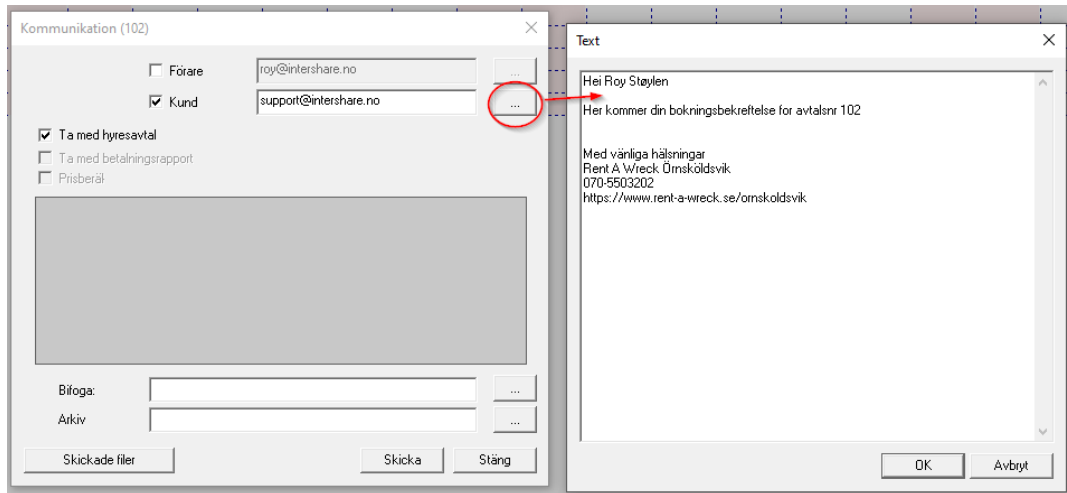 Kommunikation (102)
Förare
roy@intershare.no
...
Kund
support@intershare.no
...
Ta med hyresavtal
Ta med betalningsrapport
Prisberäl
Bifoga:
...
Arkiv
...
Skickade filer
Skicka
Stäng
Text
Hei Roy Støylen
Her kommer din bokningsbekreftelse for avtalsnr 102
Med vänliga hälsningar
Rent A Wreck Örnsköldsvik
070-5503202
https://www.rent-a-wreck.se/ornskoldsvik
OK
Avbryt